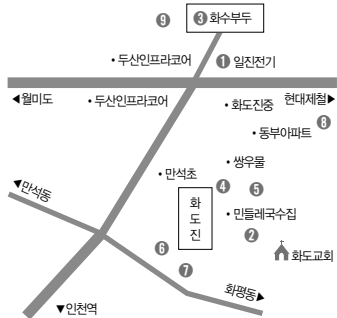 ❾
❸ 화수부두
• 두산인프라코어
❶ 일진전기
◀월미도
• 두산인프라코어
• 화도진중
현대제철▶
❽
• 동부아파트
• 쌍우물
• 만석초
◀만석동
❹
❺
화도진
• 민들레국수집
❷
❻
화도교회
❼
화평동▶
▼인천역